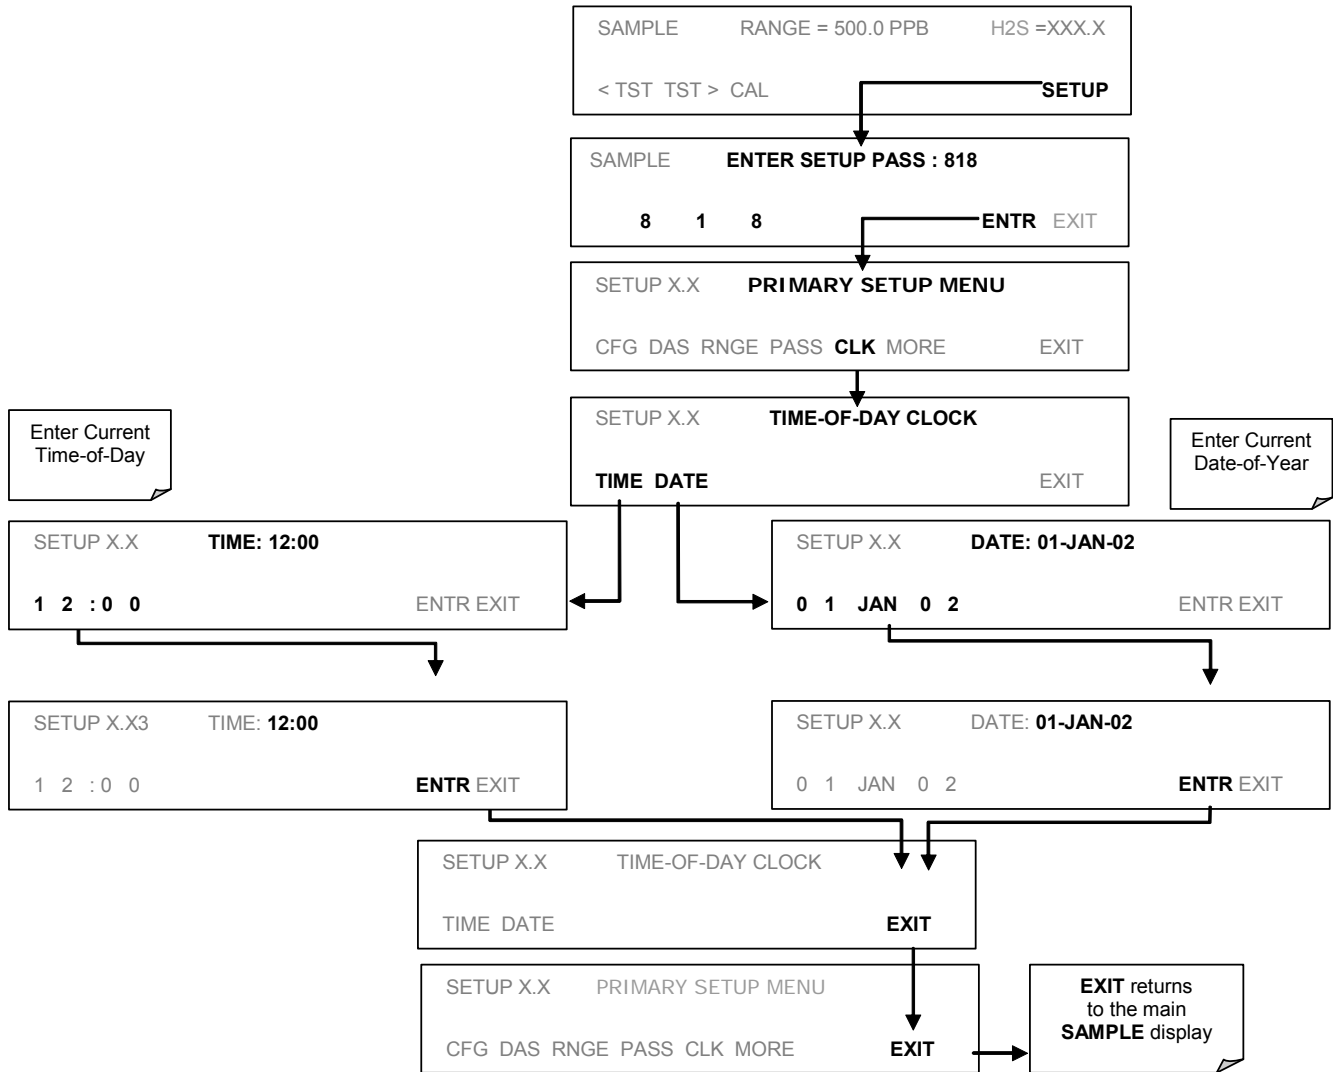 SAMPLE RANGE = 500.0 PPB H2S =XXX.X
< TST TST > CAL SETUP
SAMPLE ENTER SETUP PASS : 818
8 1 8 ENTR EXIT
SETUP X.X PRIMARY SETUP MENU
CFG DAS RNGE PASS CLK MORE EXIT
SETUP X.X TIME-OF-DAY CLOCK
TIME DATE EXIT
Enter Current
Time-of-Day
Enter Current
Date-of-Year
SETUP X.X TIME: 12:00
1 2 : 0 0 ENTR EXIT
SETUP X.X DATE: 01-JAN-02
0 1 JAN 0 2 ENTR EXIT
SETUP X.X3 TIME: 12:00
1 2 : 0 0 ENTR EXIT
SETUP X.X DATE: 01-JAN-02
0 1 JAN 0 2 ENTR EXIT
SETUP X.X TIME-OF-DAY CLOCK
TIME DATE EXIT
SETUP X.X PRIMARY SETUP MENU
CFG DAS RNGE PASS CLK MORE EXIT
EXIT returns
to the main
SAMPLE display